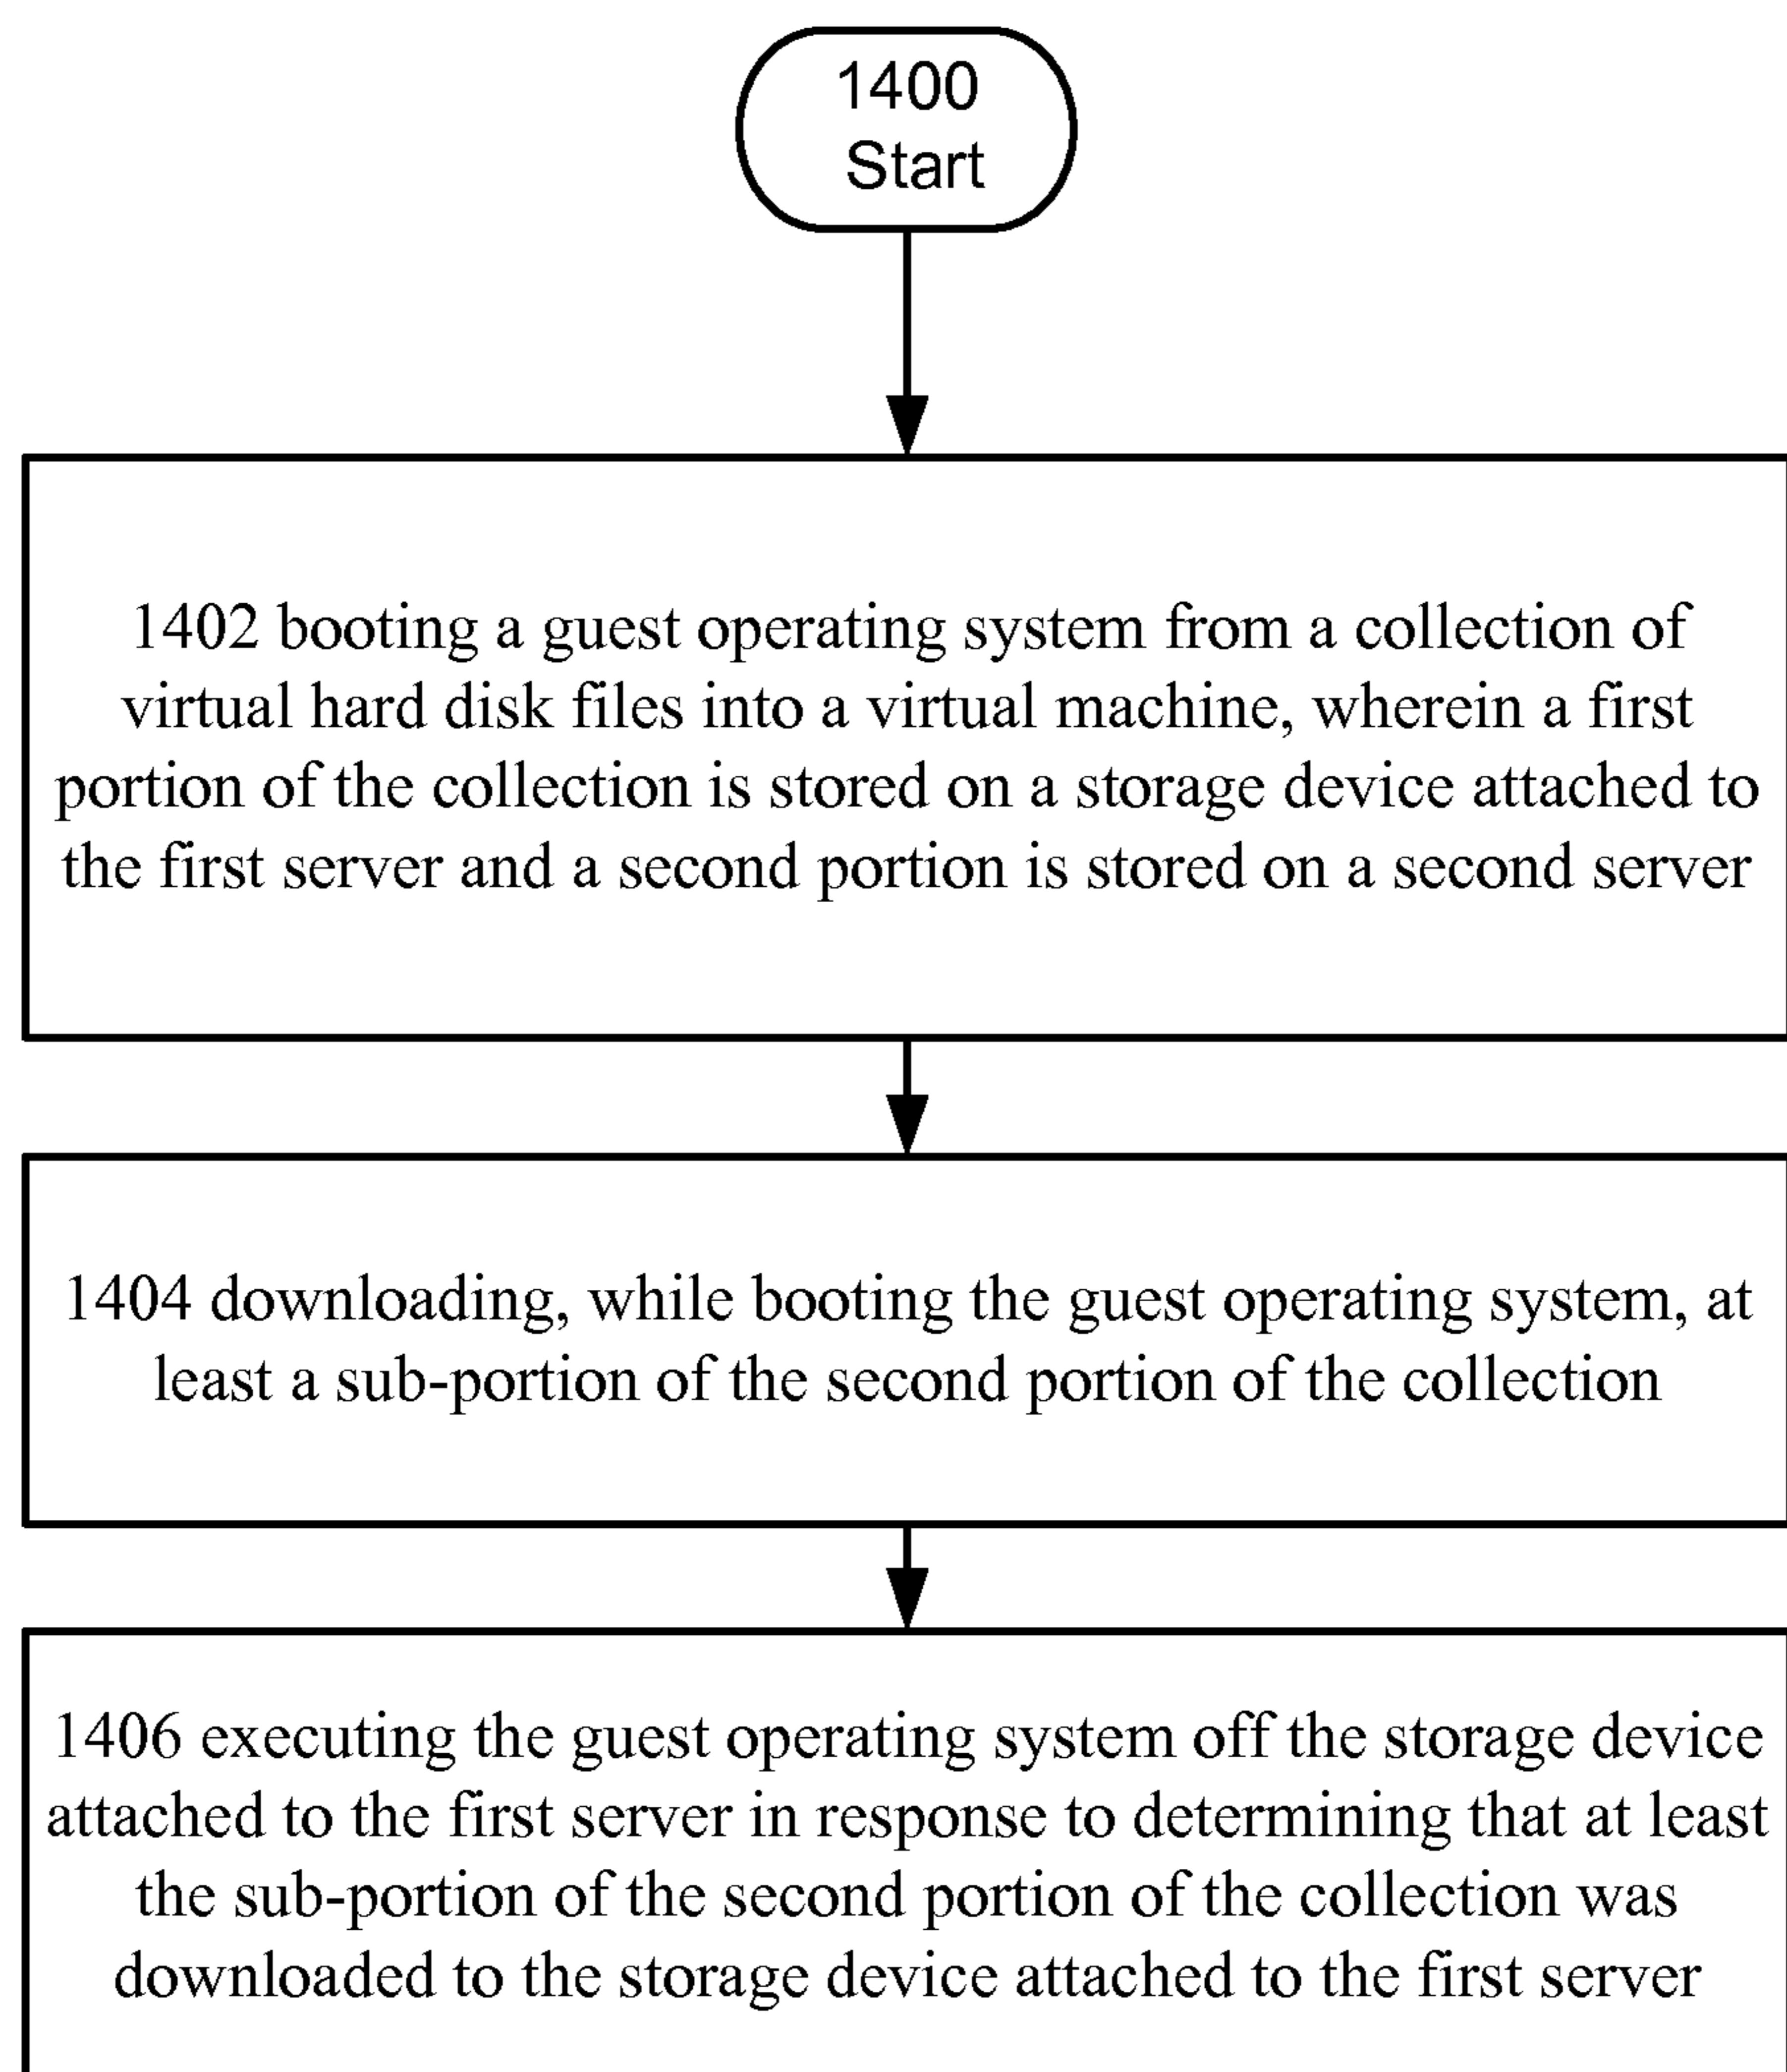 1400
Start
1402 booting a guest operating system from a collection of
virtual hard disk files into a virtual machine, wherein a first
portion of the collection is stored on a storage device attached to
the first server and a second portion is stored on a second server
1404 downloading, while booting the guest operating system, at
least a sub-portion of the second portion of the collection
1406 executing the guest operating system off the storage device
attached to the first server in response to determining that at least
the sub-portion of the second portion of the collection was
downloaded to the storage device attached to the first server